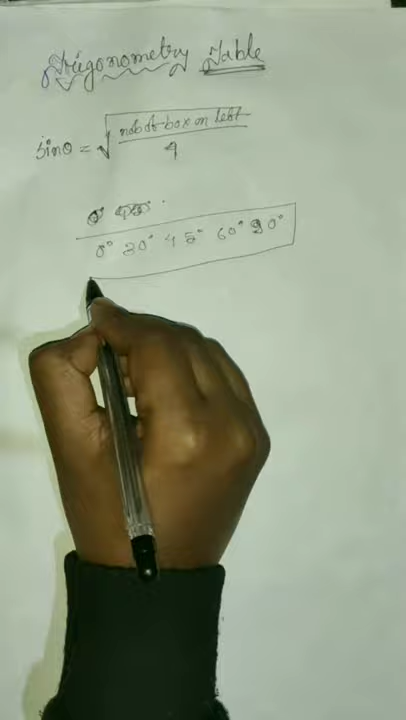 Trigonometry Table
sinθ = √ no. of box on left
4
0° 30° 45° 60° 90°